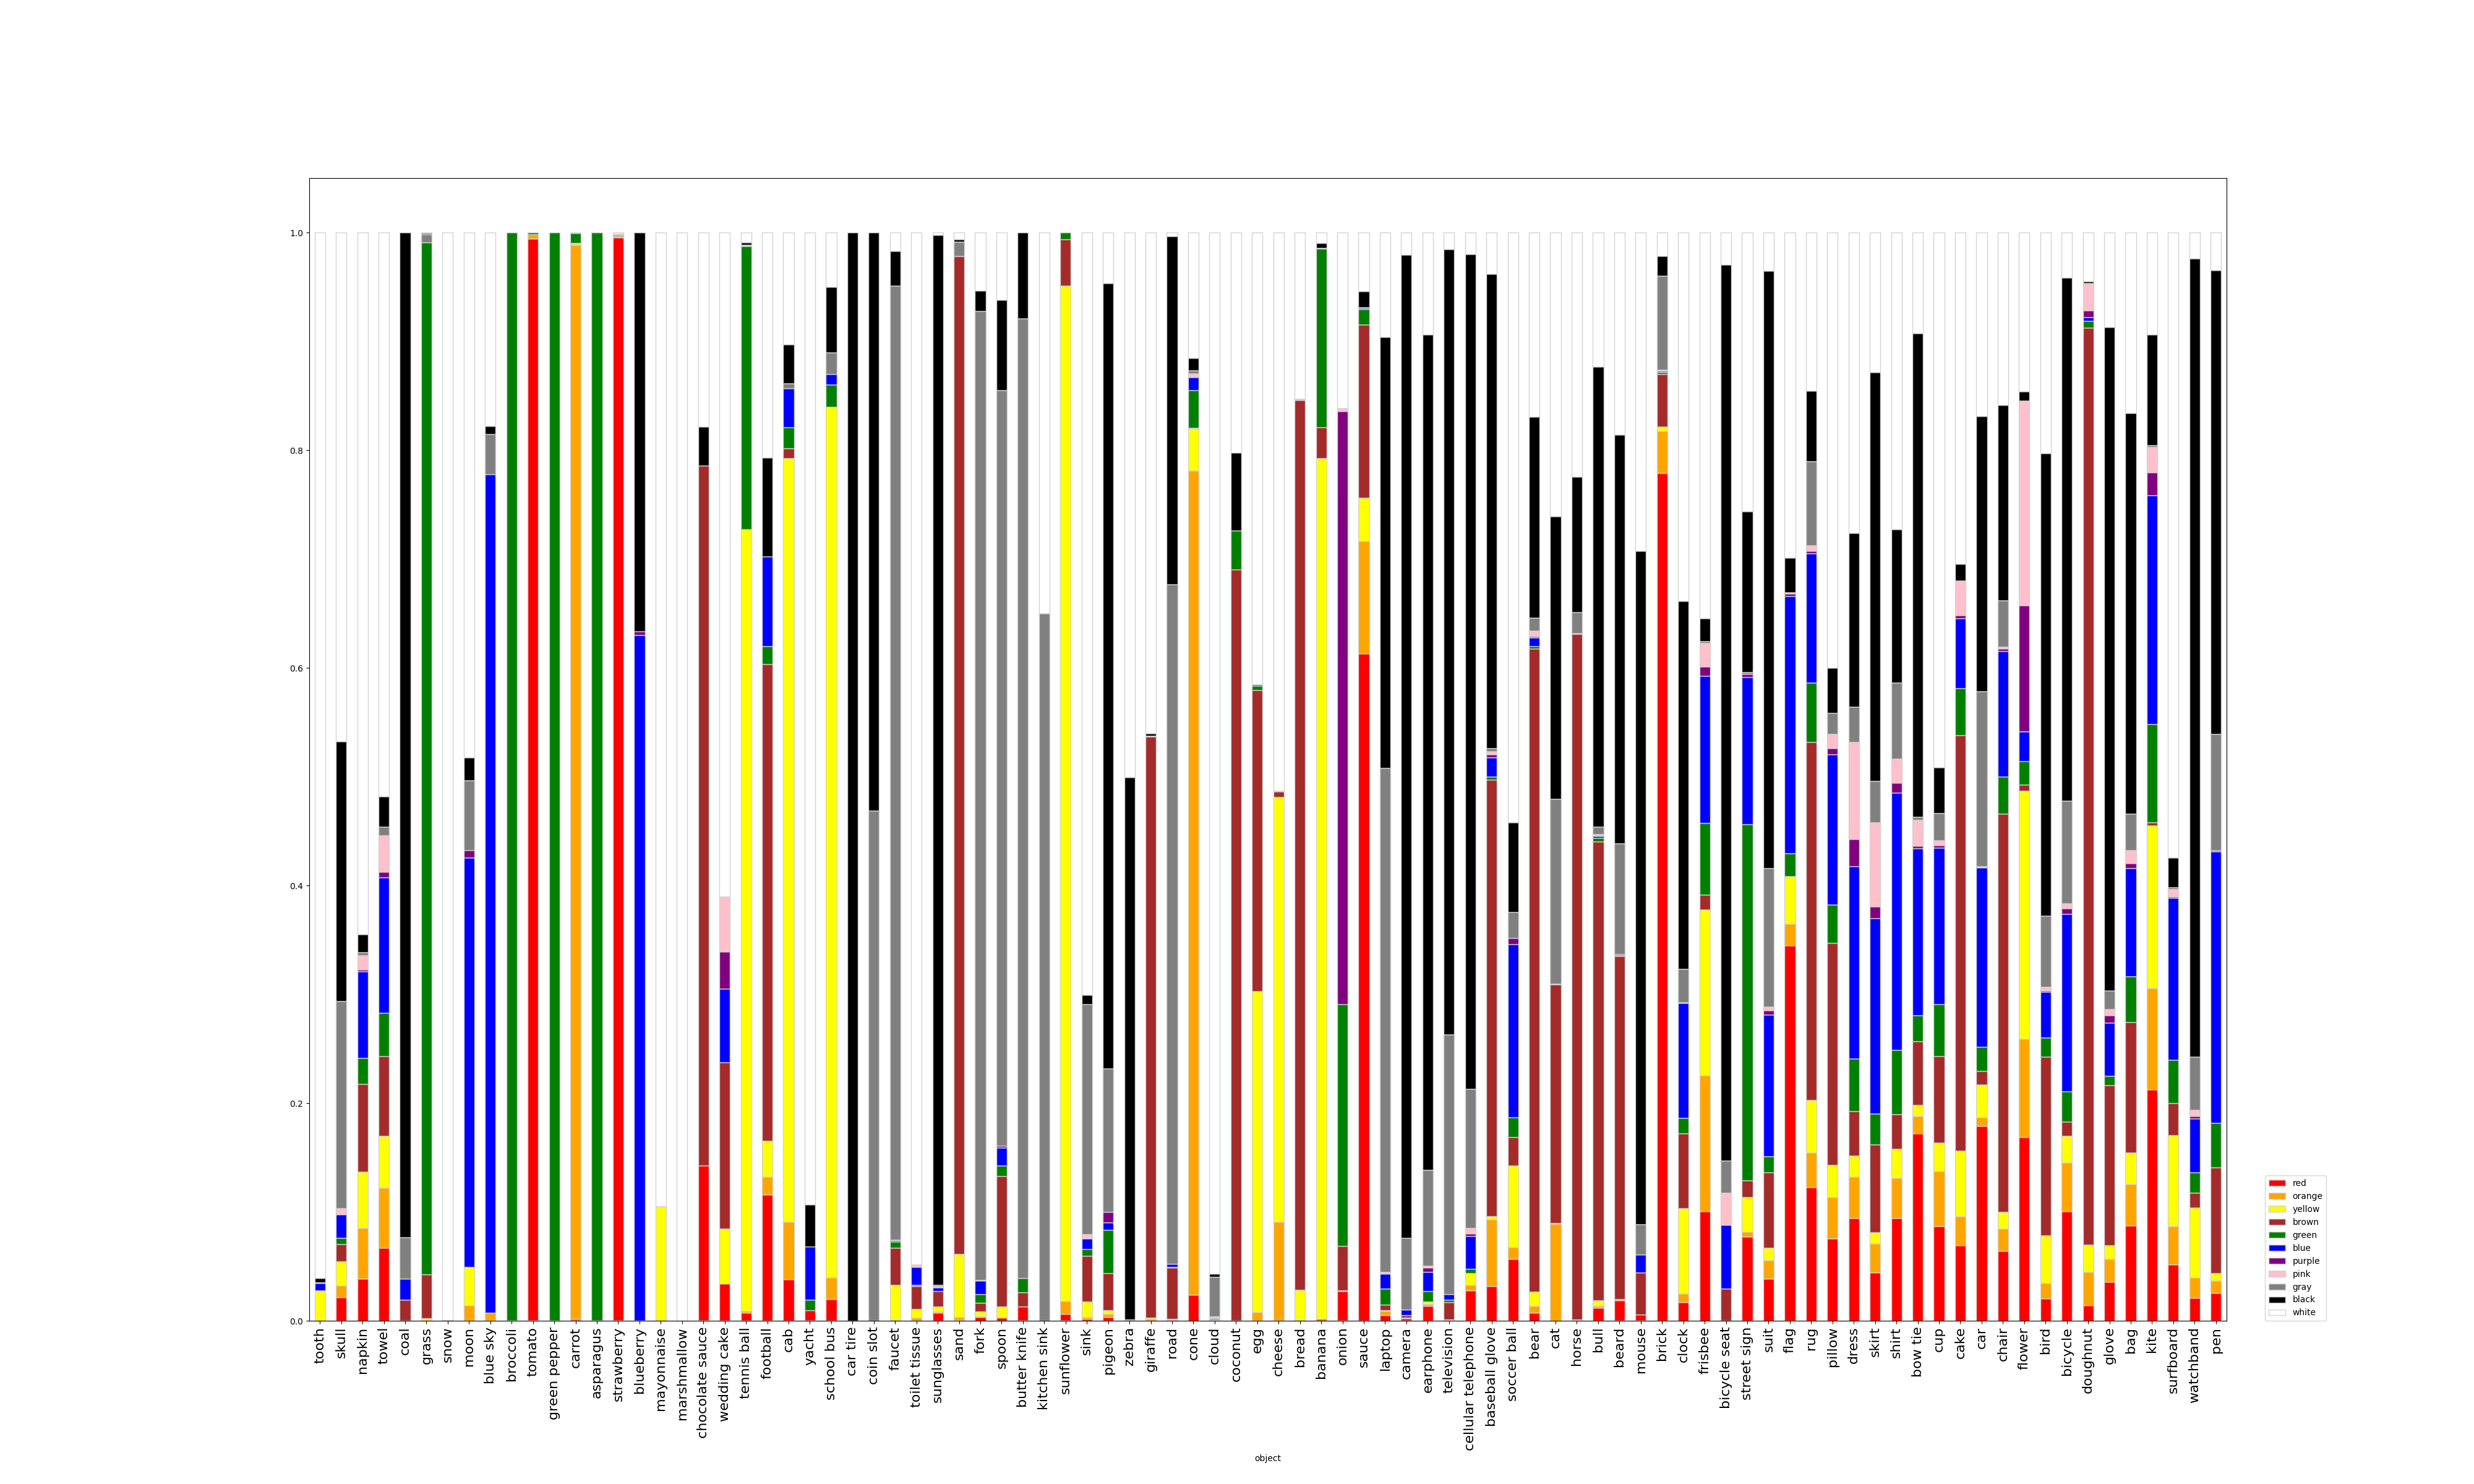 1.0
0.8
0.6
0.4
0.2
0.0
tooth
skull
napkin
towel
coal
grass
snow
moon
blue sky
broccoli
tomato
green pepper
carrot
asparagus
strawberry
blueberry
mayonnaise
marshmallow
chocolate sauce
wedding cake
tennis ball
football
cab
yacht
school bus
car tire
coin slot
faucet
toilet tissue
sunglasses
sand
fork
spoon
butter knife
kitchen sink
sunflower
sink
pigeon
zebra
giraffe
road
cone
cloud
coconut
egg
cheese
bread
banana
onion
sauce
laptop
camera
earphone
television
cellular telephone
baseball glove
soccer ball
bear
cat
horse
bull
beard
mouse
brick
clock
frisbee
bicycle seat
street sign
suit
flag
rug
pillow
dress
skirt
shirt
bow tie
cup
cake
car
chair
flower
bird
bicycle
doughnut
glove
bag
kite
surfboard
watchband
pen
object
red
orange
yellow
brown
green
blue
purple
pink
gray
black
white